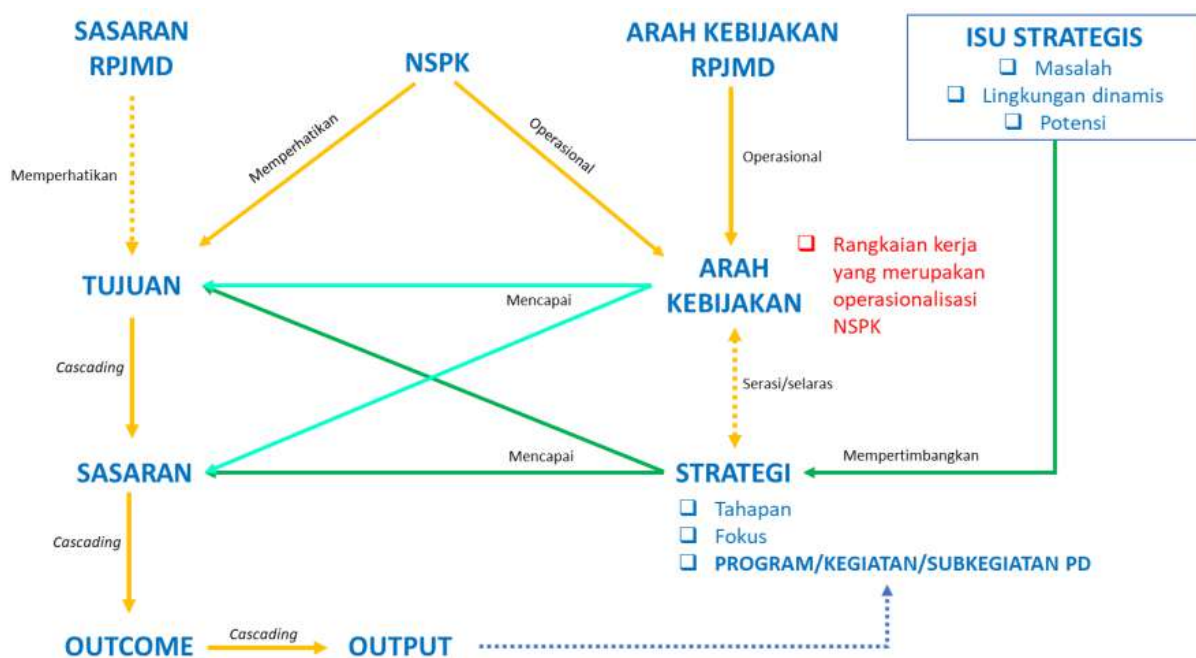 SASARAN
RPJMD
NSPK
ARAH KEBIJAKAN
RPJMD
ISU STRATEGIS
❑ Masalah
❑ Lingkungan dinamis
❑ Potensi
Memperhatikan
Memperhatikan
Operasional
Operasional
TUJUAN
ARAH
KEBIJAKAN
❑ Rangkaian kerja
yang merupakan
operasionalisasi
NSPK
Mencapai
Cascading
Serasi/selaras
SASARAN
Mencapai
STRATEGI
Mempertimbangkan
❑ Tahapan
❑ Fokus
❑ PROGRAM/KEGIATAN/SUBKEGIATAN PD
Cascading
OUTCOME
Cascading
OUTPUT